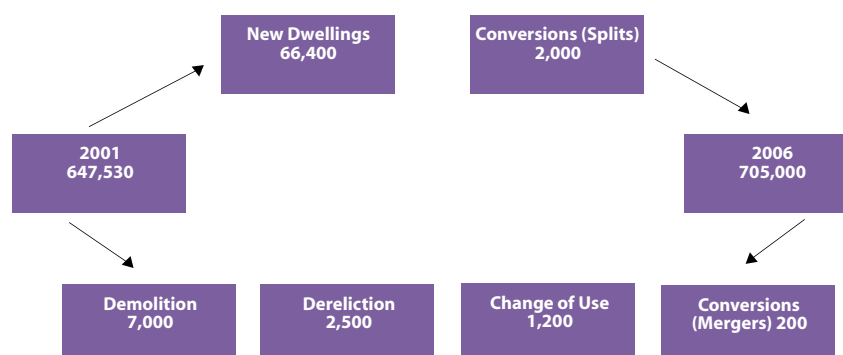 New Dwellings
66,400
Conversions (Splits)
2,000
2001
647,530
2006
705,000
Demolition
7,000
Dereliction
2,500
Change of Use
1,200
Conversions
(Mergers) 200